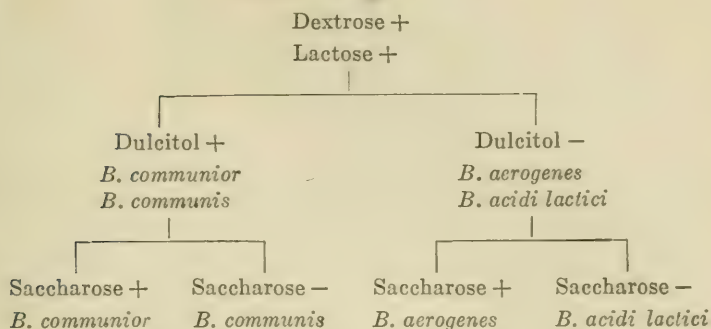 Dextrose +
Lactose +
Dulcitol + Dulcitol −
B. communior B. aerogenes
B. communis B. acidi lactici
Saccharose + Saccharose − Saccharose + Saccharose −
B. communior B. communis B. aerogenes B. acidi lactici